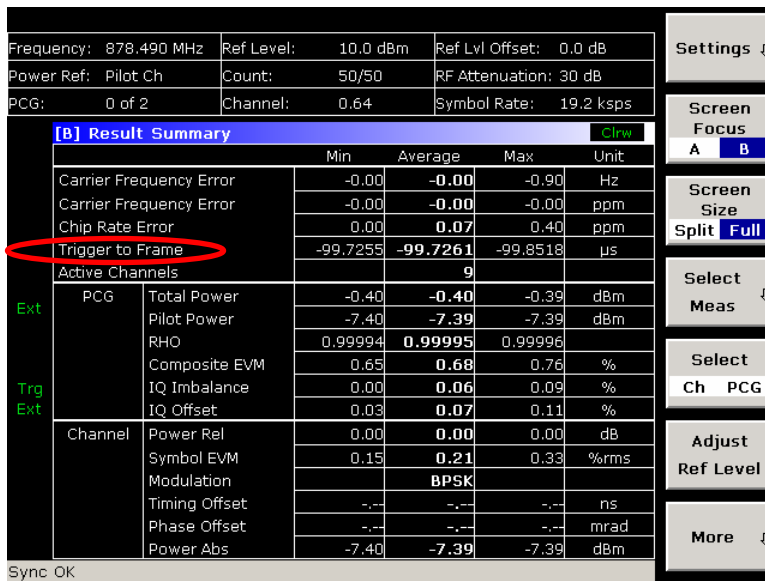 Frequency: 878.490 MHz Ref Level: 10.0 dBm Ref Lvl Offset: 0.0 dB
Power Ref: Pilot Ch Count: 50/50 RF Attenuation: 30 dB
PCG: 0 of 2 Channel: 0.64 Symbol Rate: 19.2 ksps
[B] Result Summary Clrw
Min Average Max Unit
Carrier Frequency Error -0.00 -0.00 -0.90 Hz
Carrier Frequency Error -0.00 -0.00 -0.00 ppm
Chip Rate Error 0.00 0.07 0.40 ppm
Trigger to Frame -99.7255 -99.7261 -99.8518 µs
Active Channels 9
PCG Total Power -0.40 -0.40 -0.39 dBm
Pilot Power -7.40 -7.39 -7.39 dBm
RHO 0.99994 0.99995 0.99996
Composite EVM 0.65 0.68 0.76 %
IQ Imbalance 0.00 0.06 0.09 %
IQ Offset 0.03 0.07 0.11 %
Channel Power Rel 0.00 0.00 0.00 dB
Symbol EVM 0.15 0.21 0.33 %rms
Modulation BPSK
Timing Offset -.-- -.-- -.-- ns
Phase Offset -.-- -.-- -.-- mrad
Power Abs -7.40 -7.39 -7.39 dBm
Ext
Trg
Ext
Sync OK
Settings
Screen
Focus
A B
Screen
Size
Split Full
Select
Meas
Select
Ch PCG
Adjust
Ref Level
More